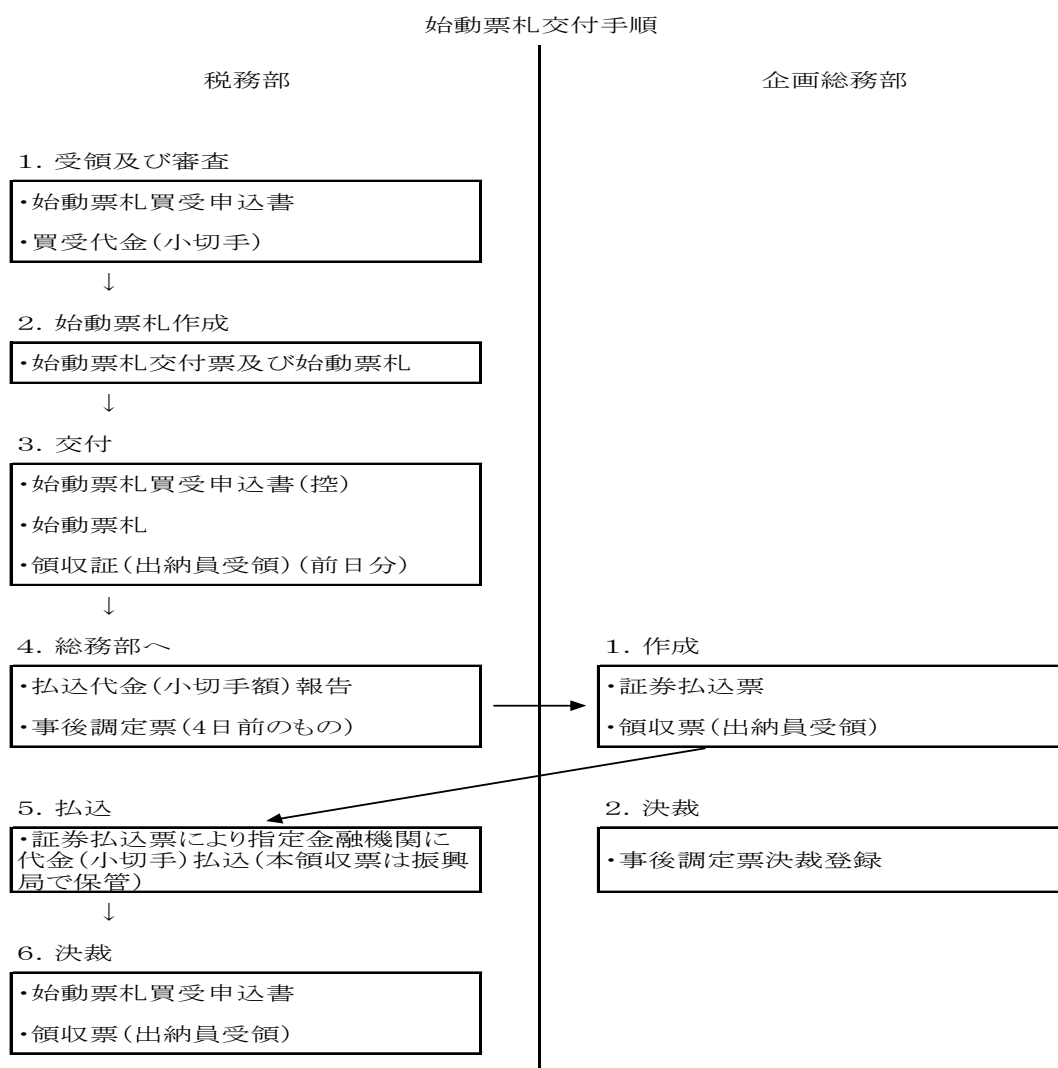 始動票札交付手順
税務部
企画総務部
1. 受領及び審査
・始動票札買受申込書
・買受代金(小切手)
↓
2. 始動票札作成
・始動票札交付票及び始動票札
↓
3. 交付
・始動票札買受申込書(控)
・始動票札
・領収証(出納員受領)(前日分)
↓
4. 総務部へ
・払込代金(小切手額)報告
・事後調定票(4日前のもの)
1. 作成
・証券払込票
・領収票(出納員受領)
5. 払込
・証券払込票により指定金融機関に
代金(小切手)払込(本領収票は振興
局で保管)
↓
2. 決裁
・事後調定票決裁登録
6. 決裁
・始動票札買受申込書
・領収票(出納員受領)